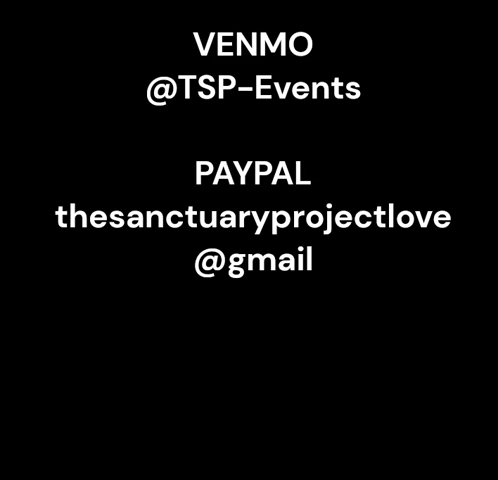 VENMO
@TSP-Events
PAYPAL
thesanctuaryprojectlove
@gmail